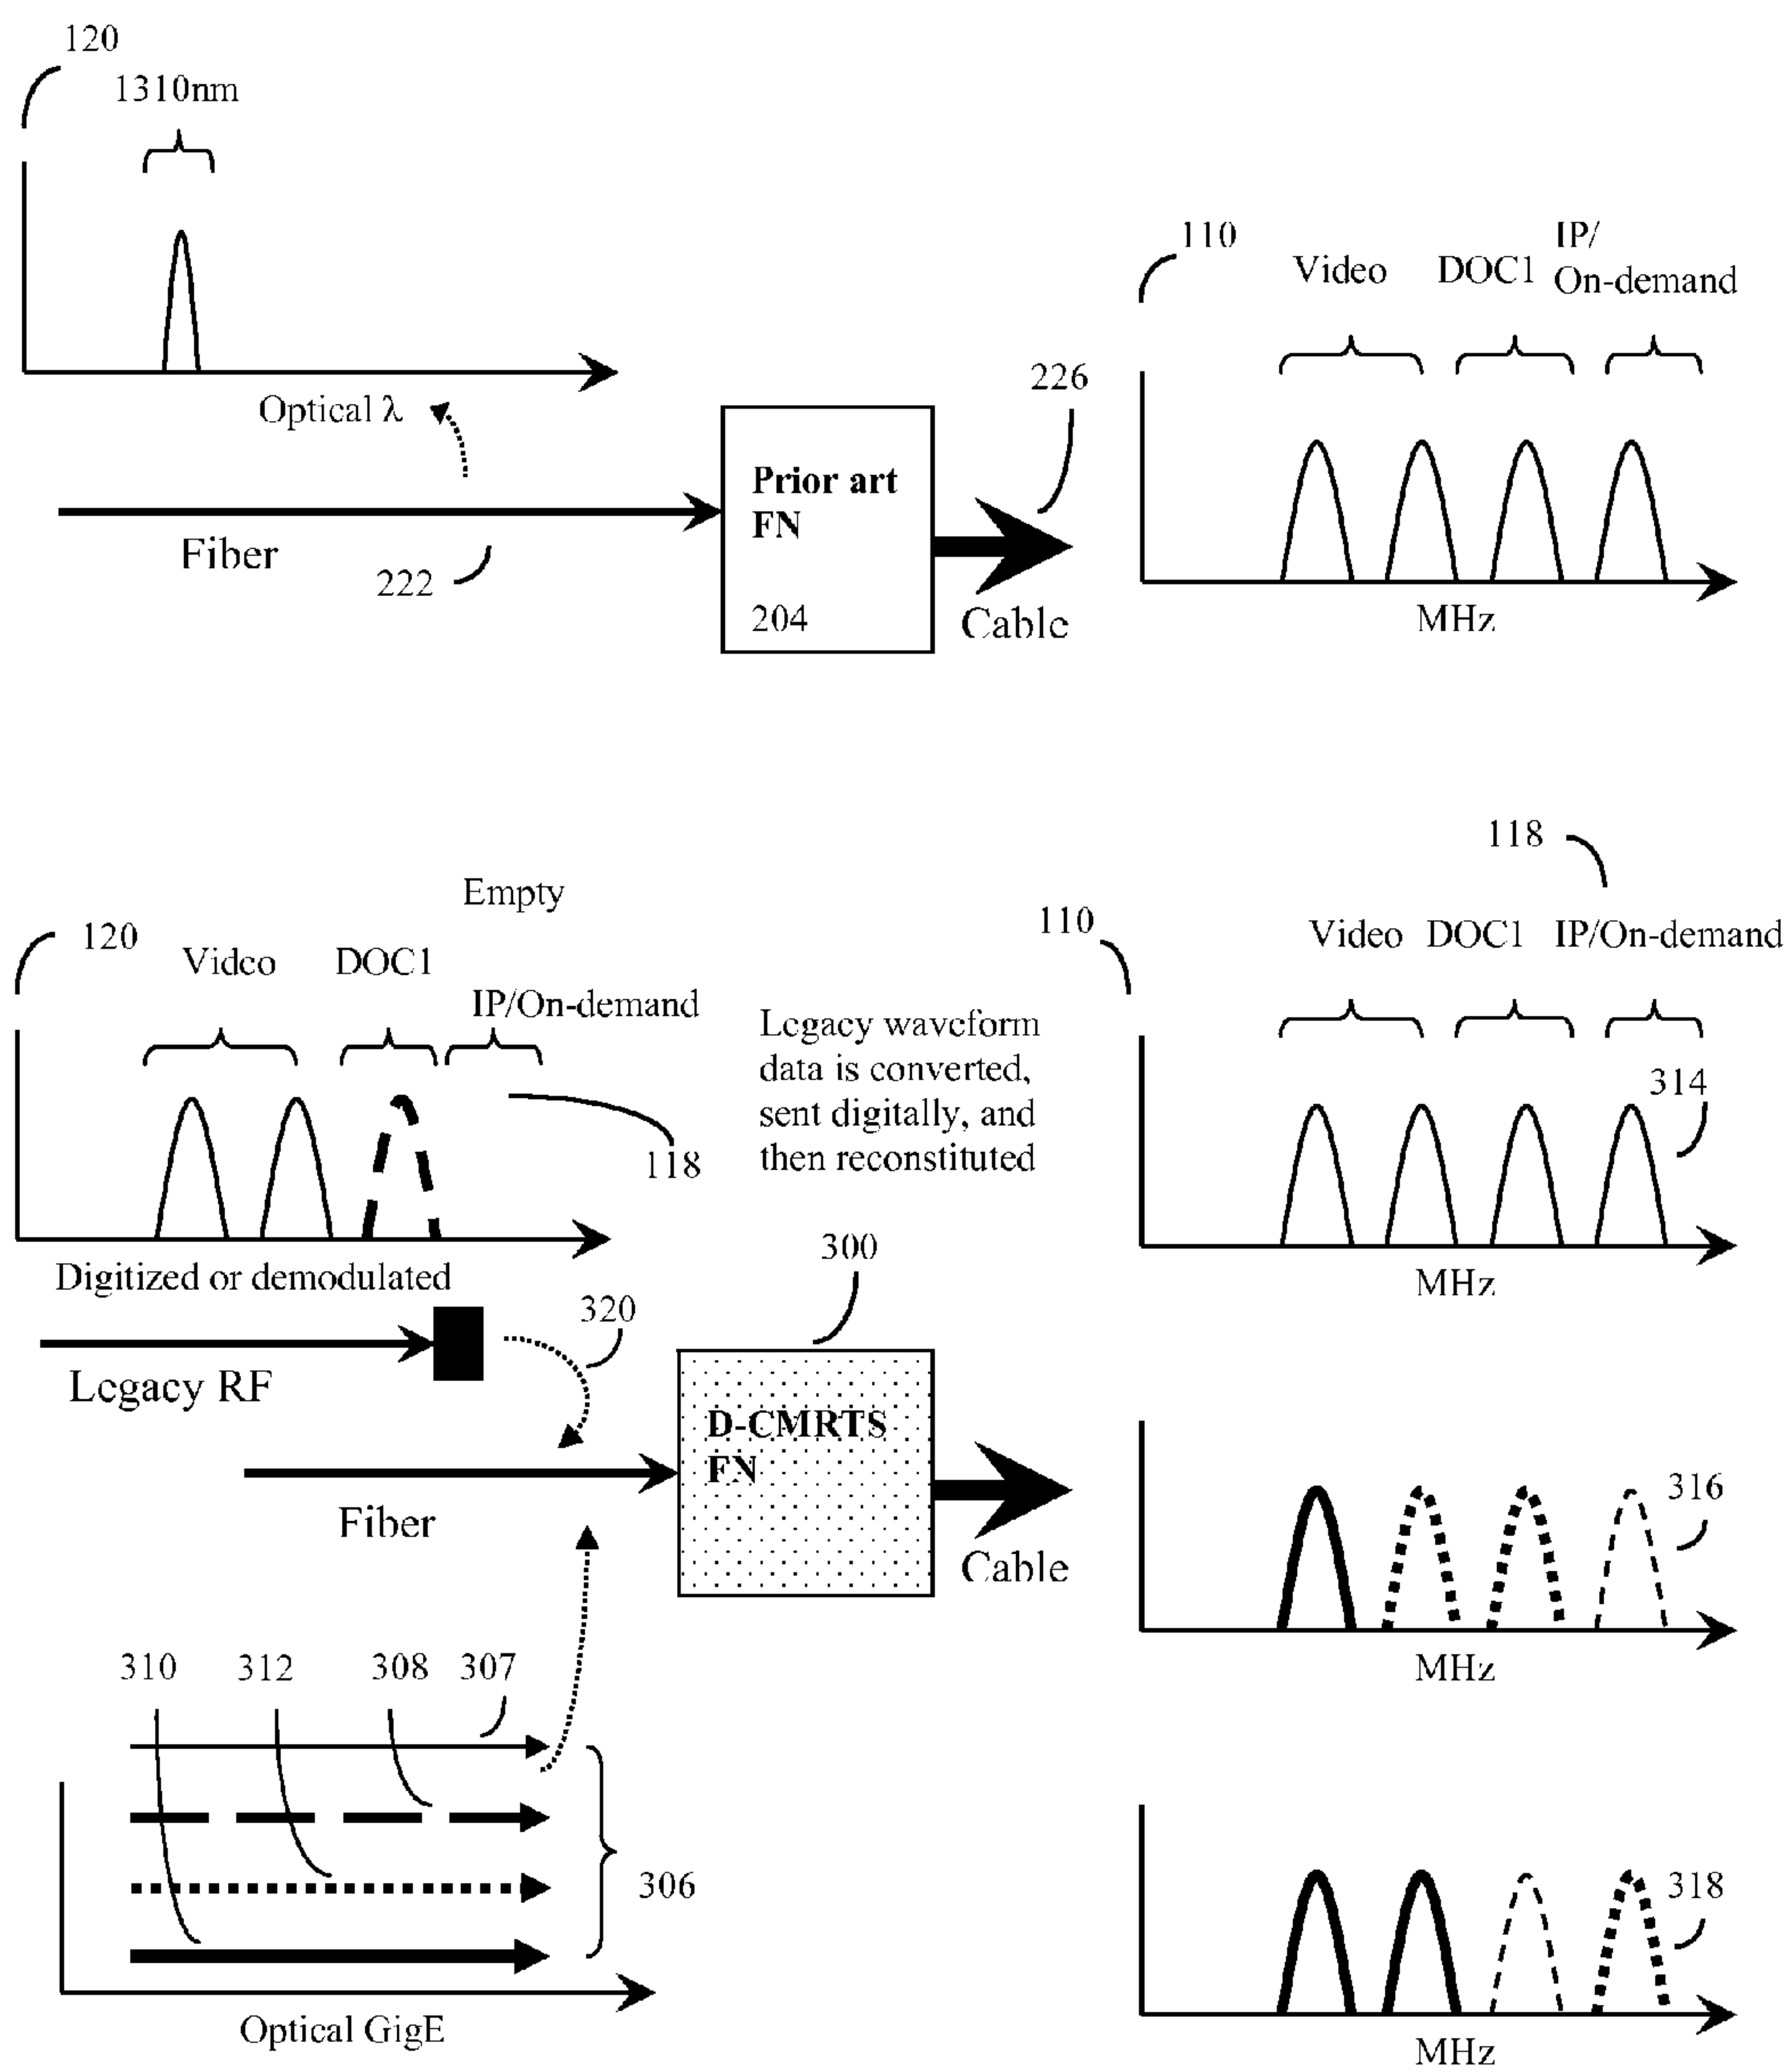 120
1310nm
Optical λ
Fiber
222
Prior art
FN
204
226
Cable
110
Video
DOC1
IP/
On-demand
MHz
120
Empty
Video
DOC1
IP/On-demand
118
Digitized or demodulated
Legacy RF
320
Legacy waveform
data is converted,
sent digitally, and
then reconstituted
300
D-CMRTS
FN
Fiber
Cable
310
312
308
307
306
Optical GigE
118
110
Video
DOC1
IP/On-demand
314
MHz
316
MHz
318
MHz